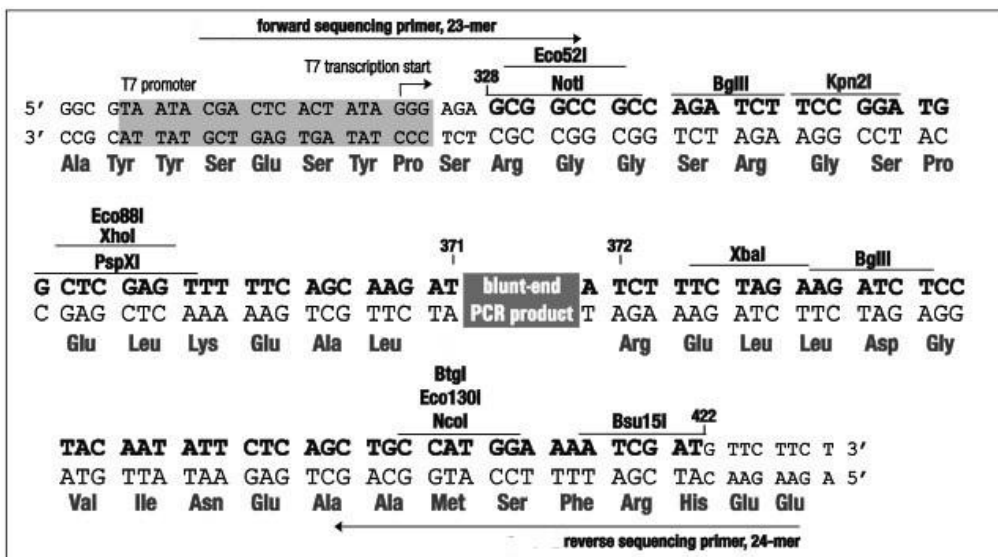 forward sequencing primer, 23-mer
Eco52I
T7 promoter T7 transcription start 328 NotI BglII Kpn2I
5′ GGC GTA ATA CGA CTC ACT ATA GGG AGA GCG GCC GCC AGA TCT TCC GGA TG
3′ CCG CAT TAT GCT GAG TGA TAT CCC TCT CGC CGG CGG TCT AGA AGG CCT AC
Ala Tyr Tyr Ser Glu Ser Tyr Pro Ser Arg Gly Gly Ser Arg Gly Ser Pro
Eco88I
XhoI
PspXI 371 372 XbaI BglII
G CTC GAG TTT TTC AGC AAG AT blunt-end A TCT TTC TAG AAG ATC TCC
C GAG CTC AAA AAG TCG TTC TA PCR product T AGA AAG ATC TTC TAG AGG
Glu Leu Lys Glu Ala Leu Arg Glu Leu Leu Asp Gly
BtgI
Eco130I
NcoI Bsu15I 422
TAC AAT ATT CTC AGC TGC CAT GGA AAA TCG ATG TTC TTC T 3′
ATG TTA TAA GAG TCG ACG GTA CCT TTT AGC TAC AAG AAG A 5′
Val Ile Asn Glu Ala Ala Met Ser Phe Arg His Glu Glu
reverse sequencing primer, 24-mer